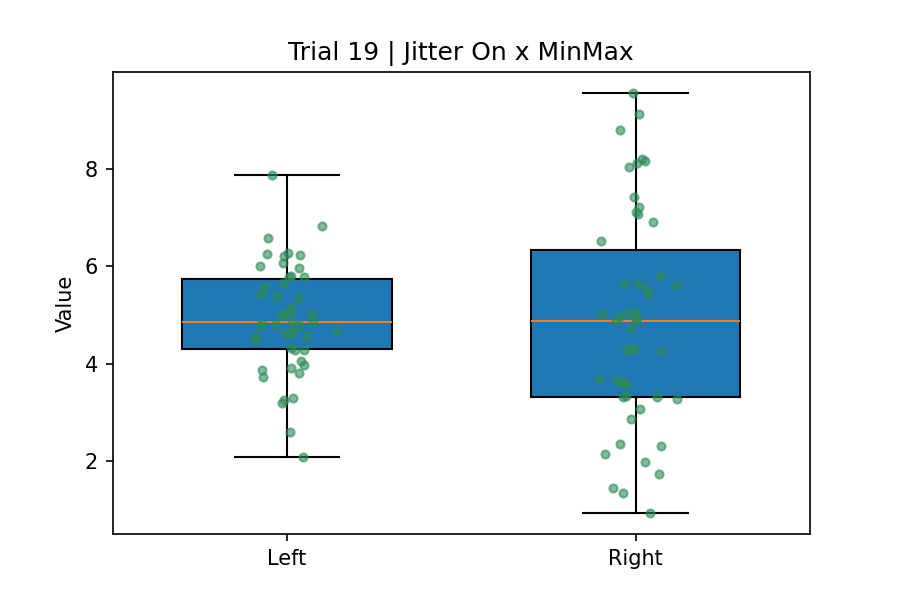 Trial 19 | Jitter On x MinMax
Value
8
6
4
2
Left
Right